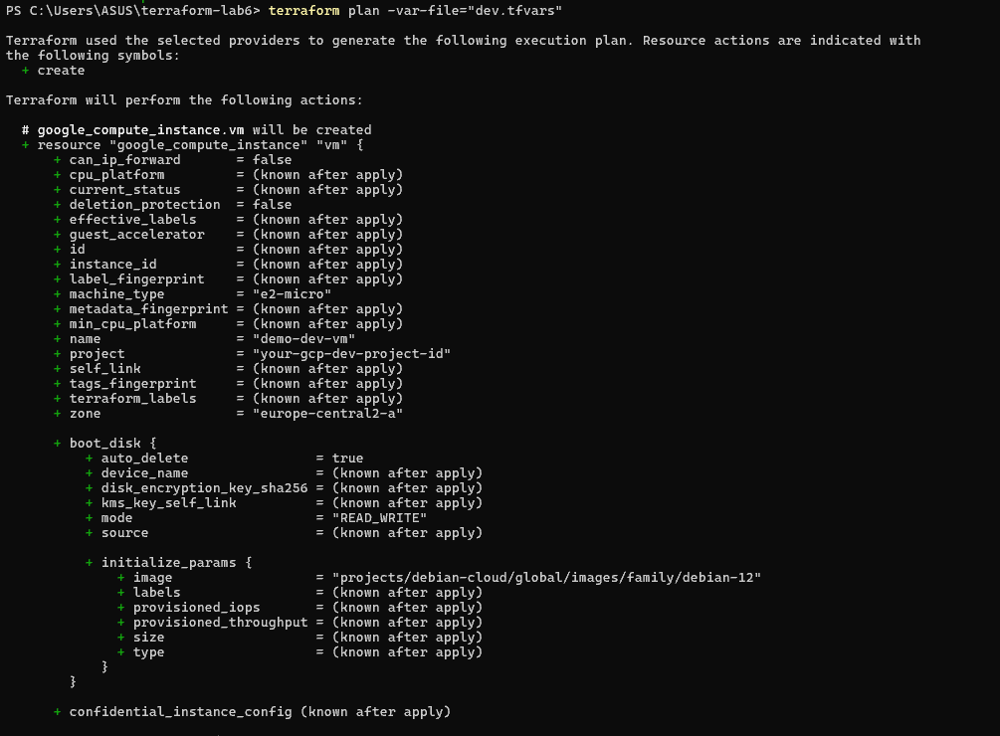 PS C:\Users\ASUS\terraform-lab6> terraform plan -var-file="dev.tfvars"

Terraform used the selected providers to generate the following execution plan. Resource actions are indicated with
the following symbols:
  + create

Terraform will perform the following actions:

  # google_compute_instance.vm will be created
  + resource "google_compute_instance" "vm" {
      + can_ip_forward       = false
      + cpu_platform         = (known after apply)
      + current_status       = (known after apply)
      + deletion_protection  = false
      + effective_labels     = (known after apply)
      + guest_accelerator    = (known after apply)
      + id                   = (known after apply)
      + instance_id          = (known after apply)
      + label_fingerprint    = (known after apply)
      + machine_type         = "e2-micro"
      + metadata_fingerprint = (known after apply)
      + min_cpu_platform     = (known after apply)
      + name                 = "demo-dev-vm"
      + project              = "your-gcp-dev-project-id"
      + self_link            = (known after apply)
      + tags_fingerprint     = (known after apply)
      + terraform_labels     = (known after apply)
      + zone                 = "europe-central2-a"

      + boot_disk {
          + auto_delete                = true
          + device_name                = (known after apply)
          + disk_encryption_key_sha256 = (known after apply)
          + kms_key_self_link          = (known after apply)
          + mode                       = "READ_WRITE"
          + source                     = (known after apply)

          + initialize_params {
              + image                  = "projects/debian-cloud/global/images/family/debian-12"
              + labels                 = (known after apply)
              + provisioned_iops       = (known after apply)
              + provisioned_throughput = (known after apply)
              + size                   = (known after apply)
              + type                   = (known after apply)
            }
        }

      + confidential_instance_config (known after apply)